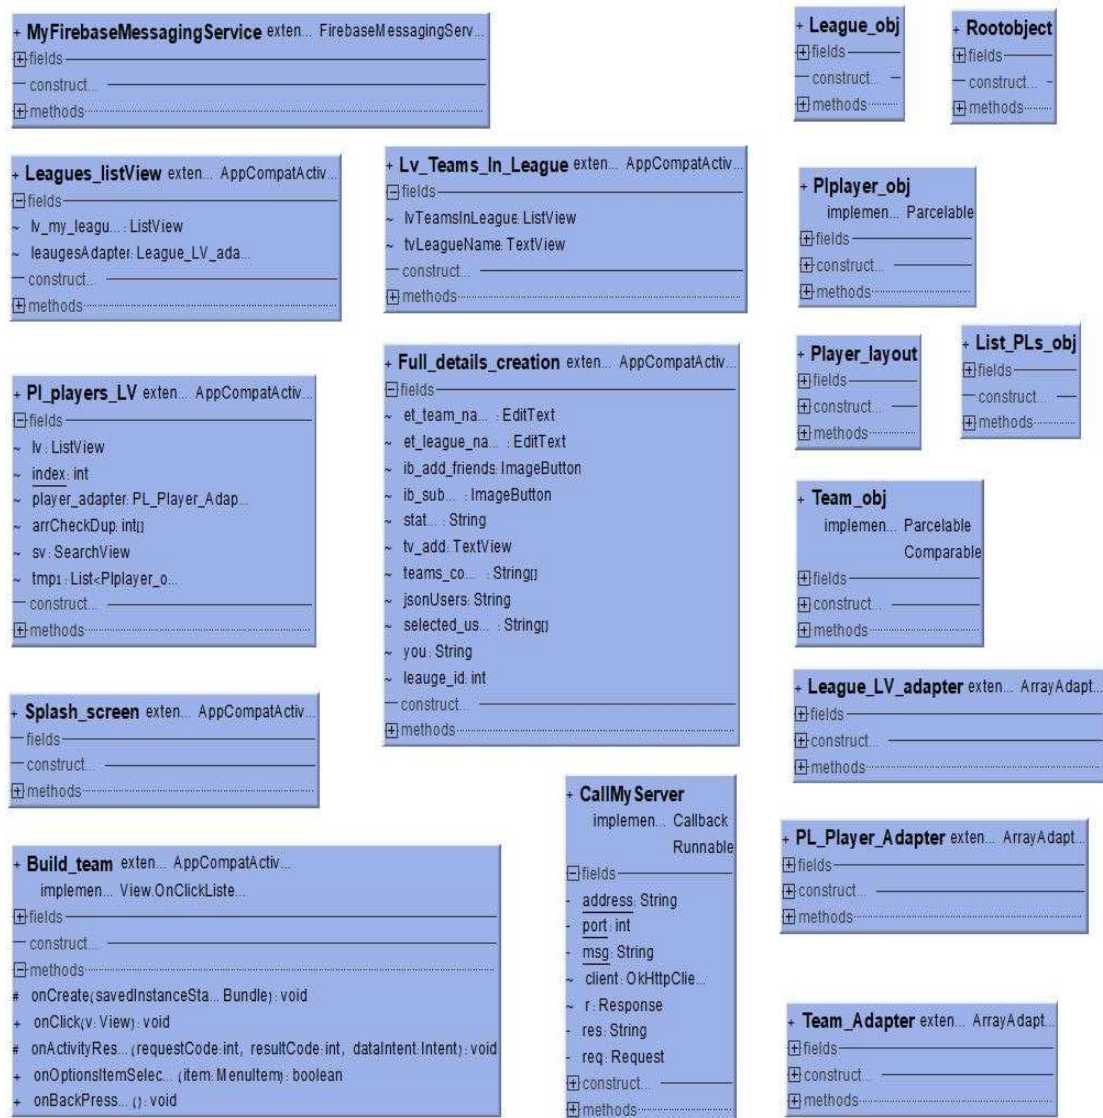 + MyFirebaseMessagingService exten... FirebaseMessagingServ...
+ fields
construct...
+ methods
+ League_obj
+ fields
construct...
+ methods
+ Rootobject
+ fields
construct...
+ methods
+ Leagues_listView exten... AppCompatActiv...
- fields
~ lv_my_leagu... : ListView
~ leaugesAdapter: League_LV_ada...
construct...
+ methods
+ Lv_Teams_In_League exten... AppCompatActiv...
- fields
~ lvTeamsInLeague: ListView
~ tvLeagueName: TextView
construct...
+ methods
+ Plplayer_obj
implemen... Parcelable
+ fields
+ construct...
+ methods
+ Pl_players_LV exten... AppCompatActiv...
- fields
~ lv : ListView
~ index: int
~ player_adapter: PL_Player_Adap...
~ arrCheckDup: int[]
~ sv : SearchView
~ tmp1 : List<Plplayer_o...
construct...
+ methods
+ Full_details_creation exten... AppCompatActiv...
- fields
~ et_team_na... : EditText
~ et_league_na... : EditText
~ ib_add_friends: ImageButton
~ ib_sub... : ImageButton
~ stat... : String
~ tv_add: TextView
~ teams_co... : String[]
~ jsonUsers: String
~ selected_us... : String[]
~ you: String
~ leauge_id: int
construct...
+ methods
+ Player_layout
+ fields
+ construct...
+ methods
+ List_PLs_obj
+ fields
construct...
+ methods
+ Team_obj
implemen... Parcelable
Comparable
+ fields
+ construct...
+ methods
+ Splash_screen exten... AppCompatActiv...
fields
construct...
+ methods
+ League_LV_adapter exten... ArrayAdapt...
+ fields
+ construct...
+ methods
+ Build_team exten... AppCompatActiv...
implemen... View.OnClickListe...
+ fields
construct...
- methods
# onCreate(savedInstanceSta... Bundle): void
+ onClick(v: View): void
# onActivityRes... (requestCode:int, resultCode:int, dataIntent:Intent): void
+ onOptionsItemSelec... (item: MenuItem): boolean
+ onBackPress... (): void
+ CallMyServer
implemen... Callback
Runnable
- fields
- address: String
- port: int
- msg: String
~ client: OkHttpClie...
~ r : Response
- res: String
- req: Request
+ construct...
+ methods
+ PL_Player_Adapter exten... ArrayAdapt...
+ fields
+ construct...
+ methods
+ Team_Adapter exten... ArrayAdapt...
+ fields
+ construct...
+ methods